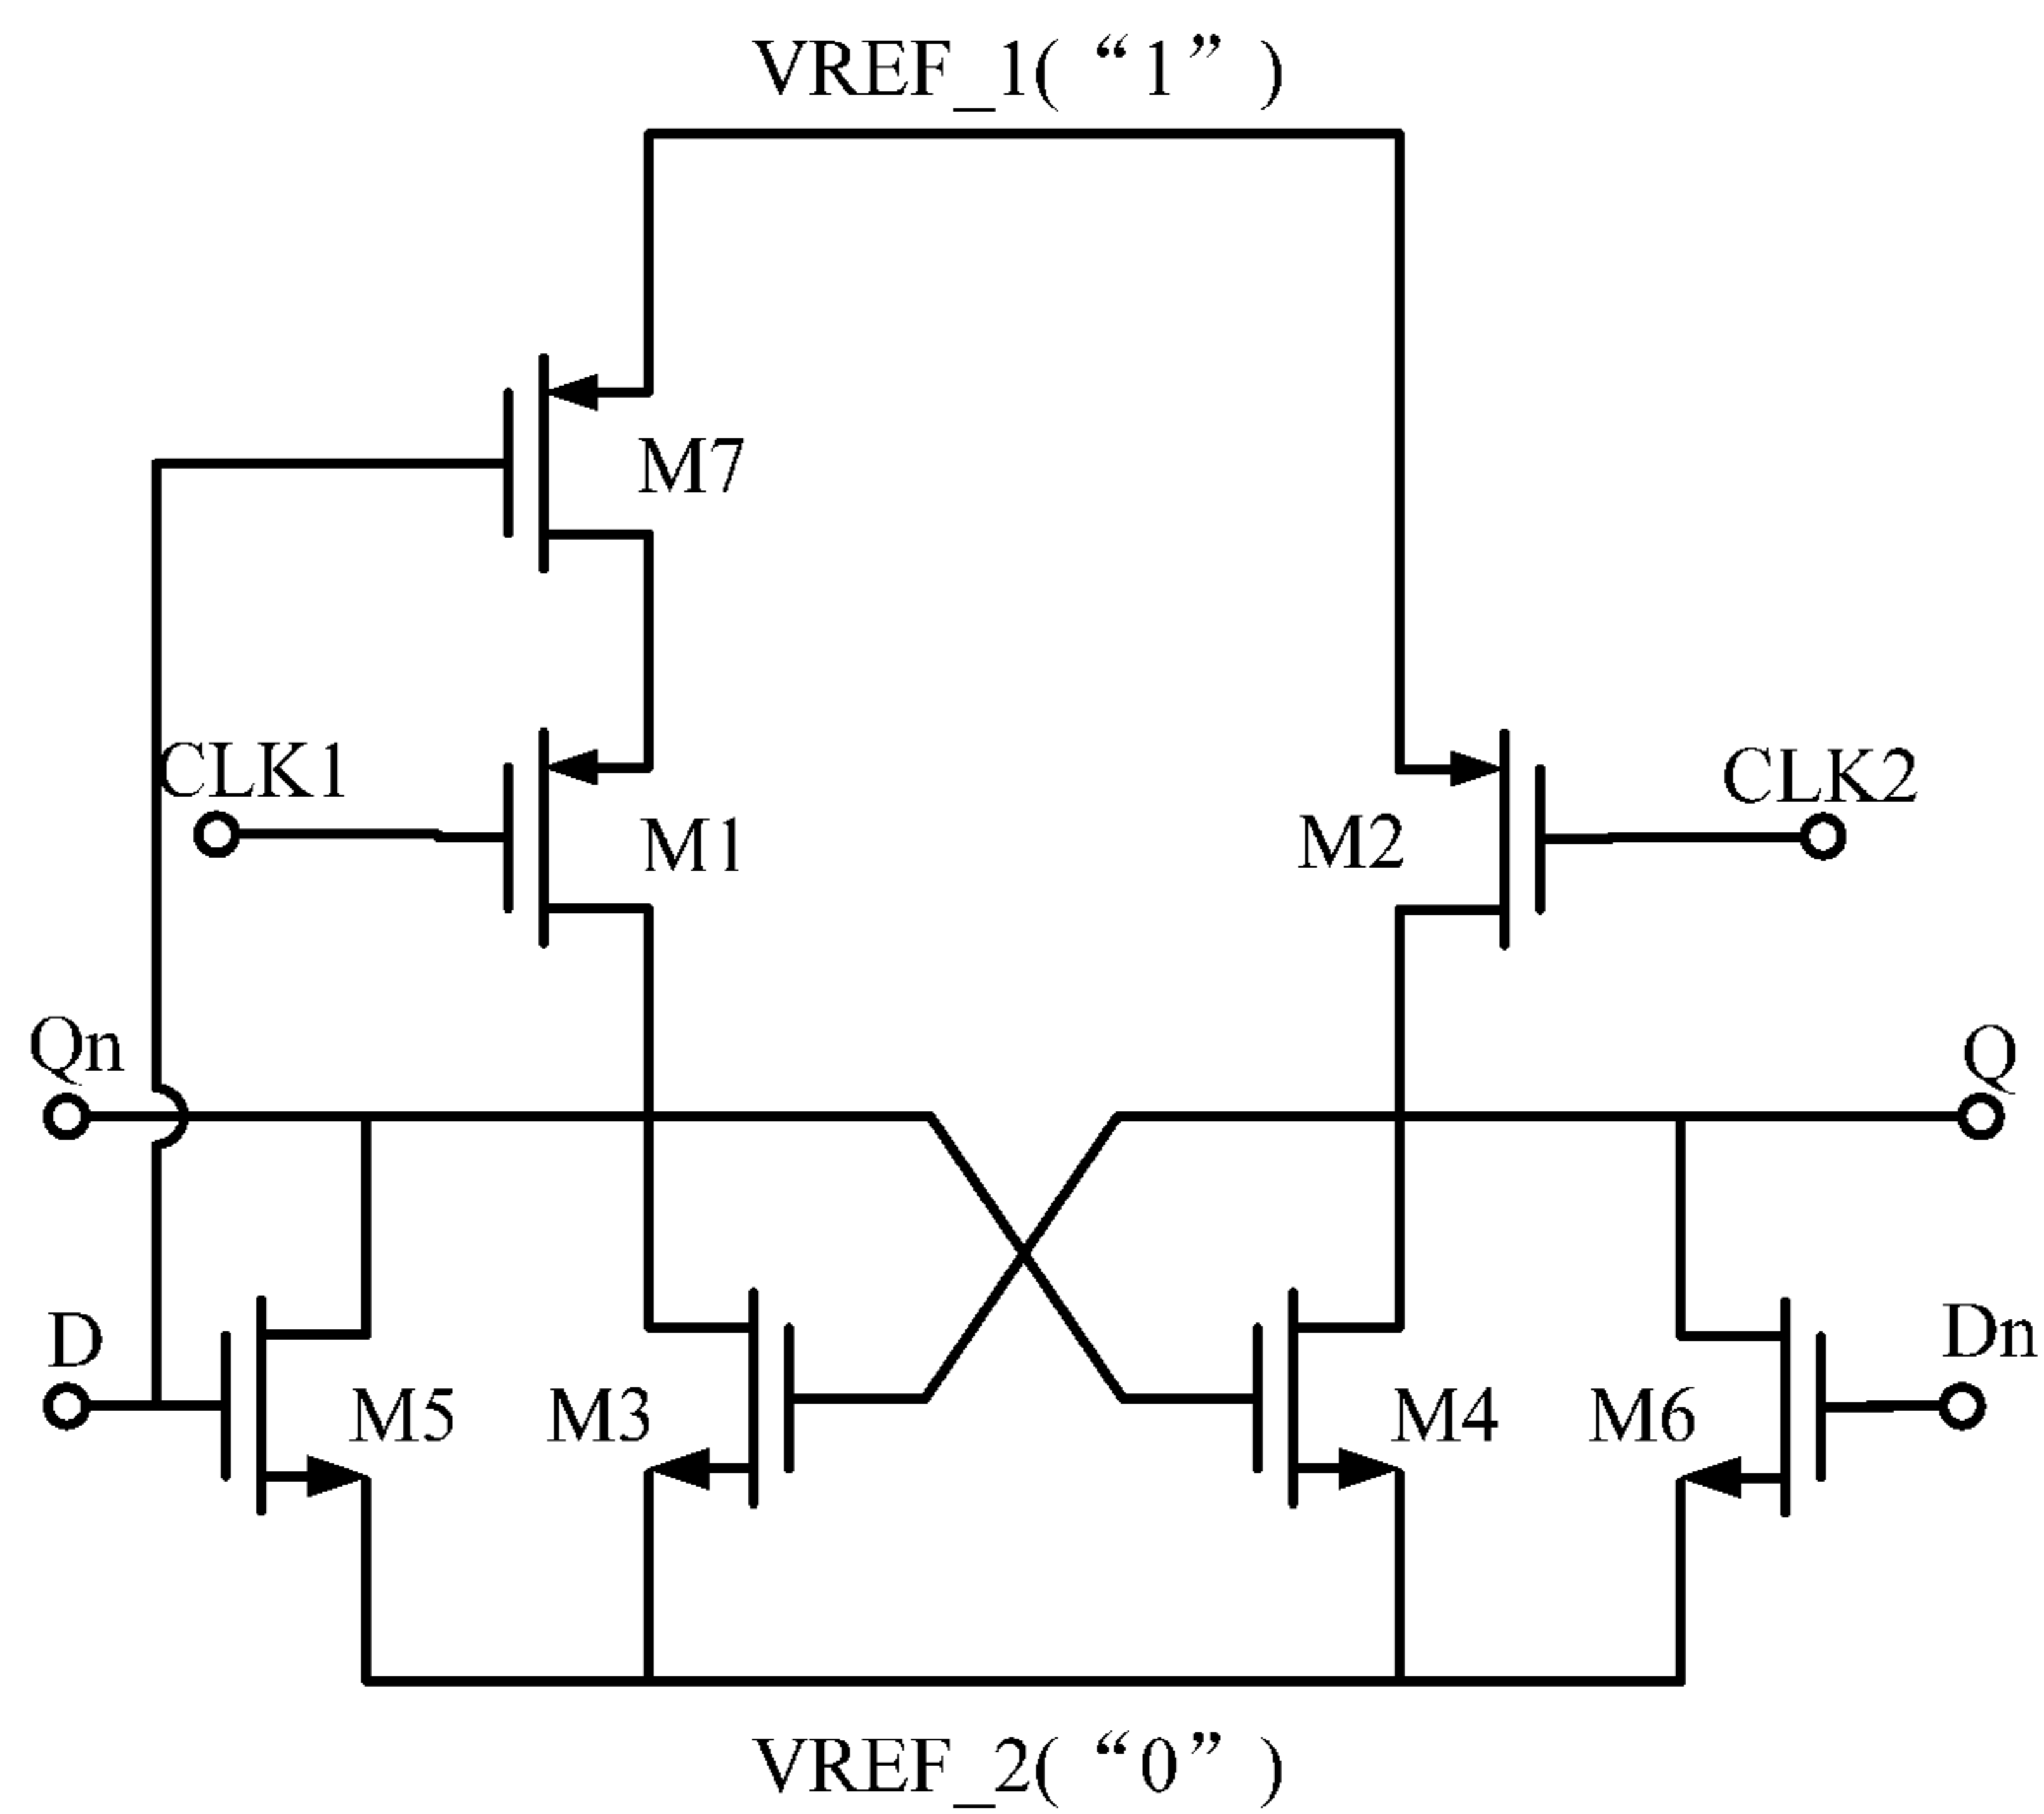 VREF_1(“1”)
M7
CLK1
M1
M2
CLK2
Qn
Q
D
M5
M3
M4
M6
Dn
VREF_2(“0”)